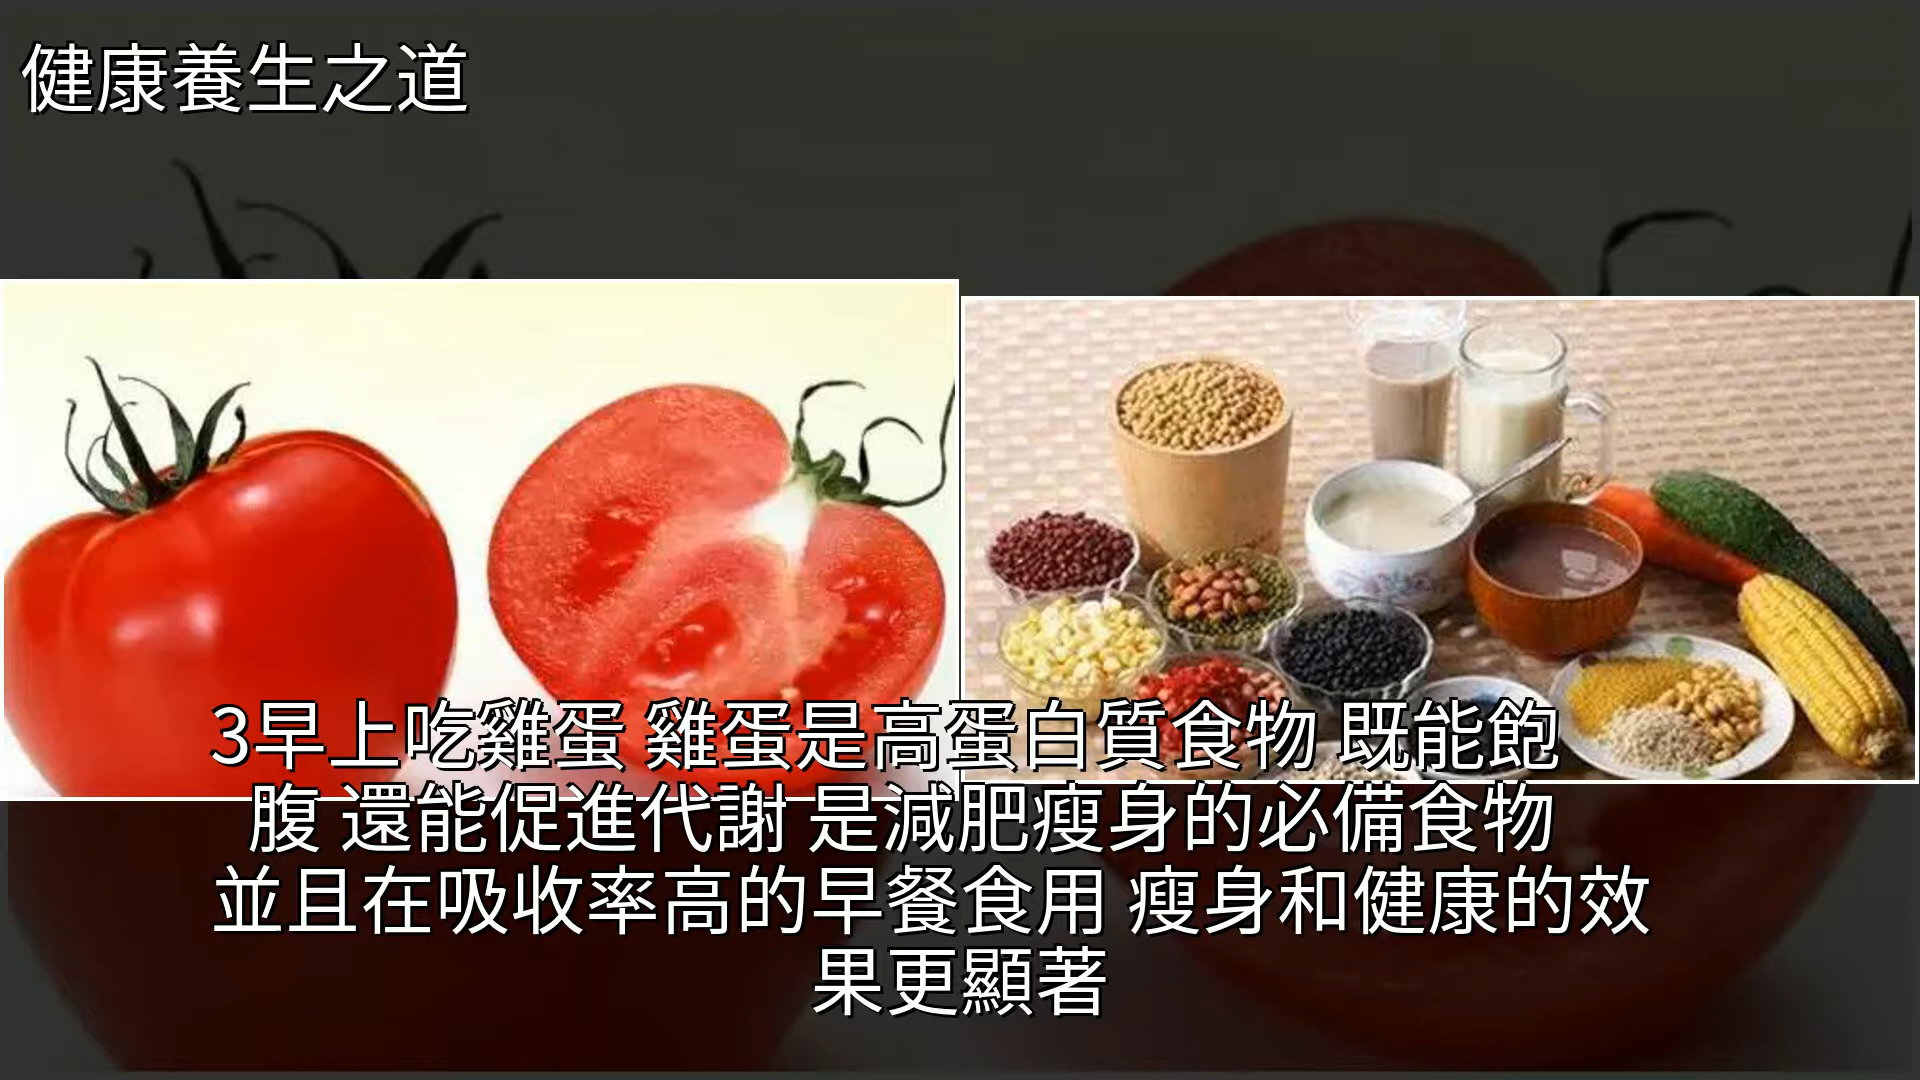 健康養生之道
3早上吃雞蛋 雞蛋是高蛋白質食物 既能飽
腹 還能促進代謝 是減肥瘦身的必備食物
並且在吸收率高的早餐食用 瘦身和健康的效
果更顯著